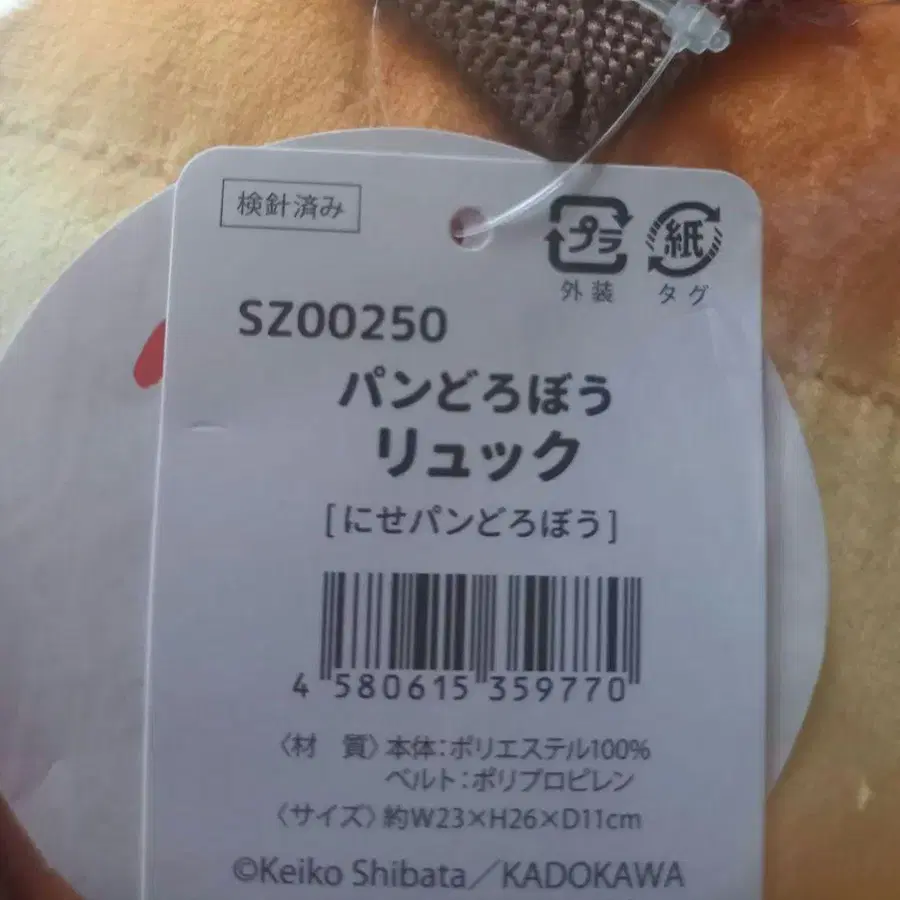 検針済み
プラ 紙
外装 タグ
SZ00250
パンどろぼう
リュック
[にせパンどろぼう]
4 580615 359770
〈材 質〉本体:ポリエステル100%
ベルト:ポリプロピレン
〈サイズ〉約W23×H26×D11cm
©Keiko Shibata／KADOKAWA